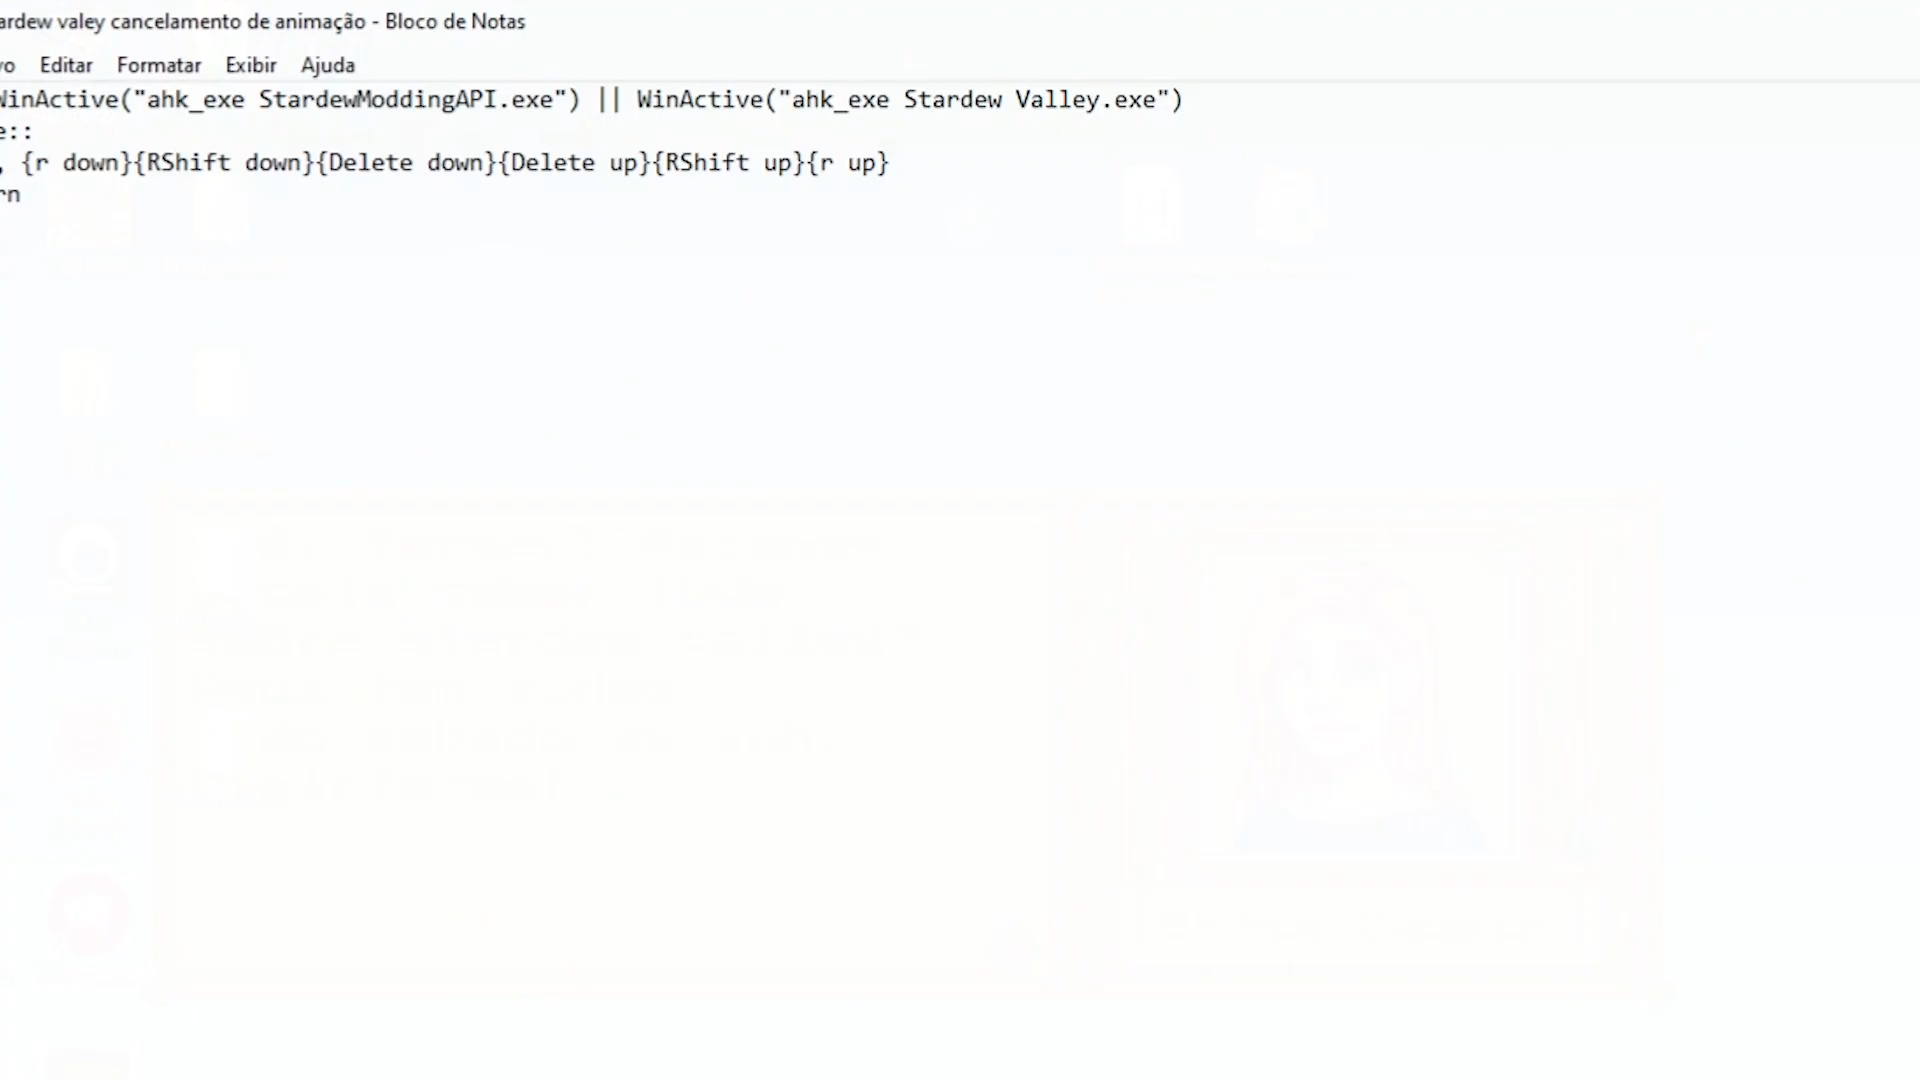 ardew valey cancelamento de animação - Bloco de Notas
vo Editar Formatar Exibir Ajuda
WinActive("ahk_exe StardewModdingAPI.exe") || WinActive("ahk_exe Stardew Valley.exe")
e::
, {r down}{RShift down}{Delete down}{Delete up}{RShift up}{r up}
rn